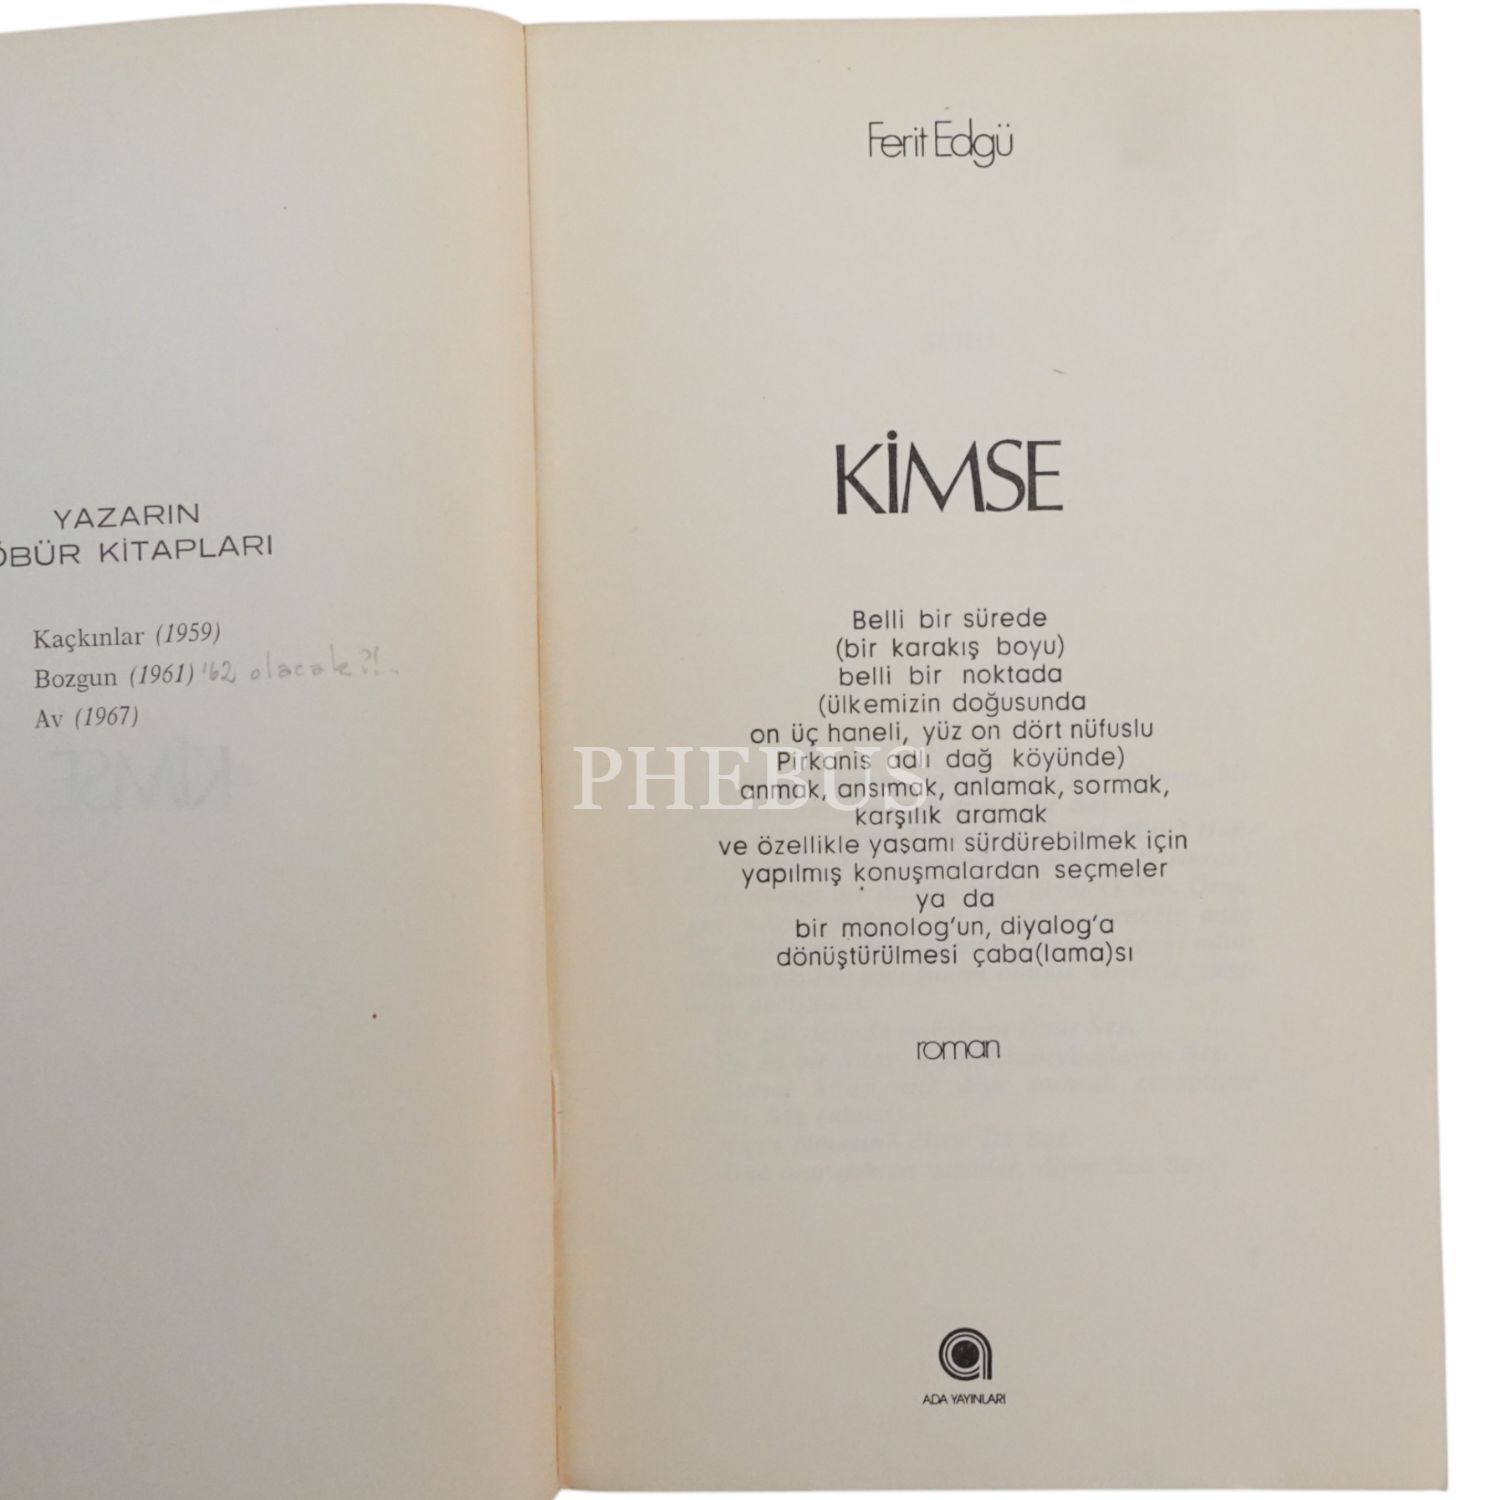 YAZARIN
ÖBÜR KİTAPLARI
Kaçkınlar (1959)
Bozgun (1961) '62 olacak?!..
Av (1967)
Ferit Edgü
KİMSE
Belli bir sürede
(bir karakış boyu)
belli bir noktada
(ülkemizin doğusunda
on üç haneli, yüz on dört nüfuslu
Pirkanis adlı dağ köyünde)
anmak, ansımak, anlamak, sormak,
karşılık aramak
ve özellikle yaşamı sürdürebilmek için
yapılmış konuşmalardan seçmeler
ya da
bir monolog'un, diyalog'a
dönüştürülmesi çaba(lama)sı
roman
ADA YAYINLARI
PHEBUS